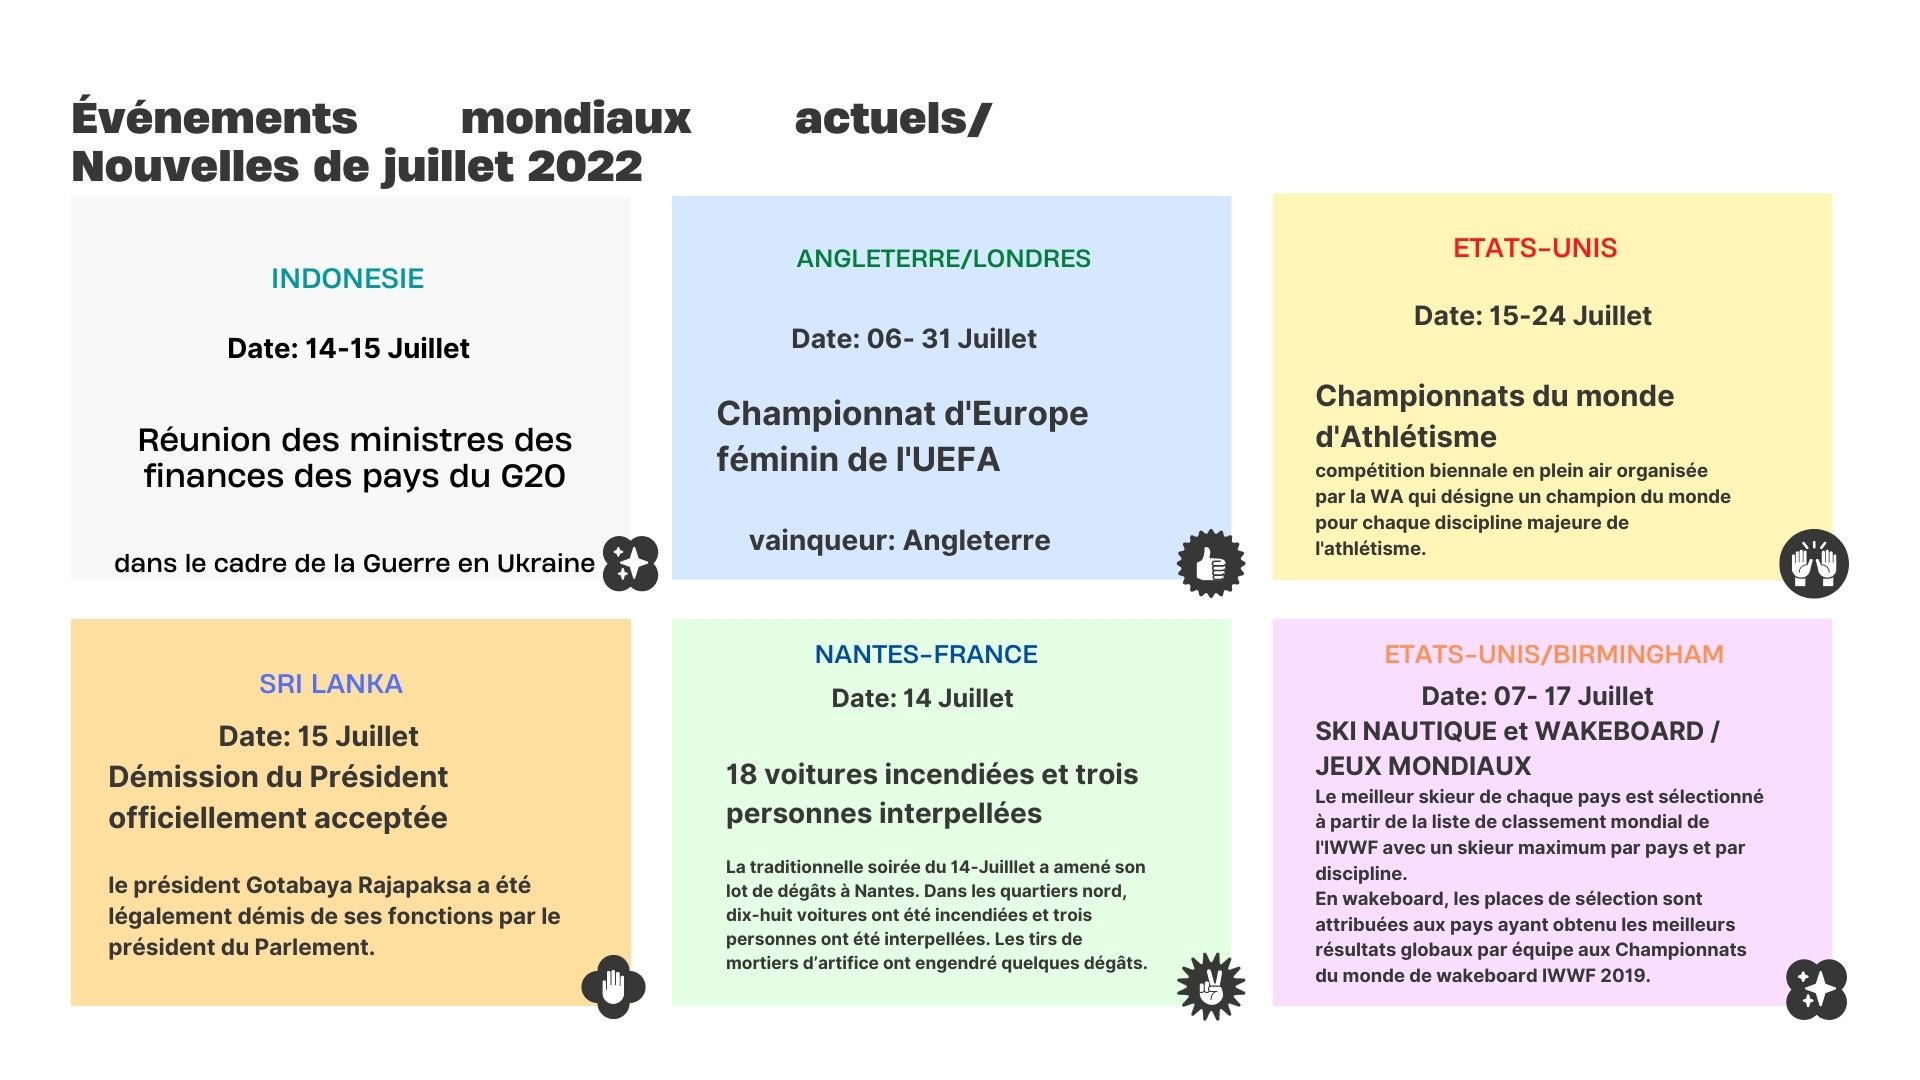 Événements mondiaux actuels/
Nouvelles de juillet 2022
INDONESIE
Date: 14-15 Juillet
Réunion des ministres des
finances des pays du G20
dans le cadre de la Guerre en Ukraine
ANGLETERRE/LONDRES
Date: 06- 31 Juillet
Championnat d'Europe
féminin de l'UEFA
vainqueur: Angleterre
ETATS-UNIS
Date: 15-24 Juillet
Championnats du monde
d'Athlétisme
compétition biennale en plein air organisée
par la WA qui désigne un champion du monde
pour chaque discipline majeure de
l'athlétisme.
SRI LANKA
Date: 15 Juillet
Démission du Président
officiellement acceptée
le président Gotabaya Rajapaksa a été
légalement démis de ses fonctions par le
président du Parlement.
NANTES-FRANCE
Date: 14 Juillet
18 voitures incendiées et trois
personnes interpellées
La traditionnelle soirée du 14-Juilllet a amené son
lot de dégâts à Nantes. Dans les quartiers nord,
dix-huit voitures ont été incendiées et trois
personnes ont été interpellées. Les tirs de
mortiers d’artifice ont engendré quelques dégâts.
ETATS-UNIS/BIRMINGHAM
Date: 07- 17 Juillet
SKI NAUTIQUE et WAKEBOARD /
JEUX MONDIAUX
Le meilleur skieur de chaque pays est sélectionné
à partir de la liste de classement mondial de
l'IWWF avec un skieur maximum par pays et par
discipline.
En wakeboard, les places de sélection sont
attribuées aux pays ayant obtenu les meilleurs
résultats globaux par équipe aux Championnats
du monde de wakeboard IWWF 2019.